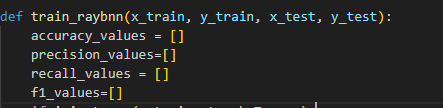 def train_raybnn(x_train, y_train, x_test, y_test):
    accuracy_values = []
    precision_values=[]
    recall_values = []
    f1_values=[]